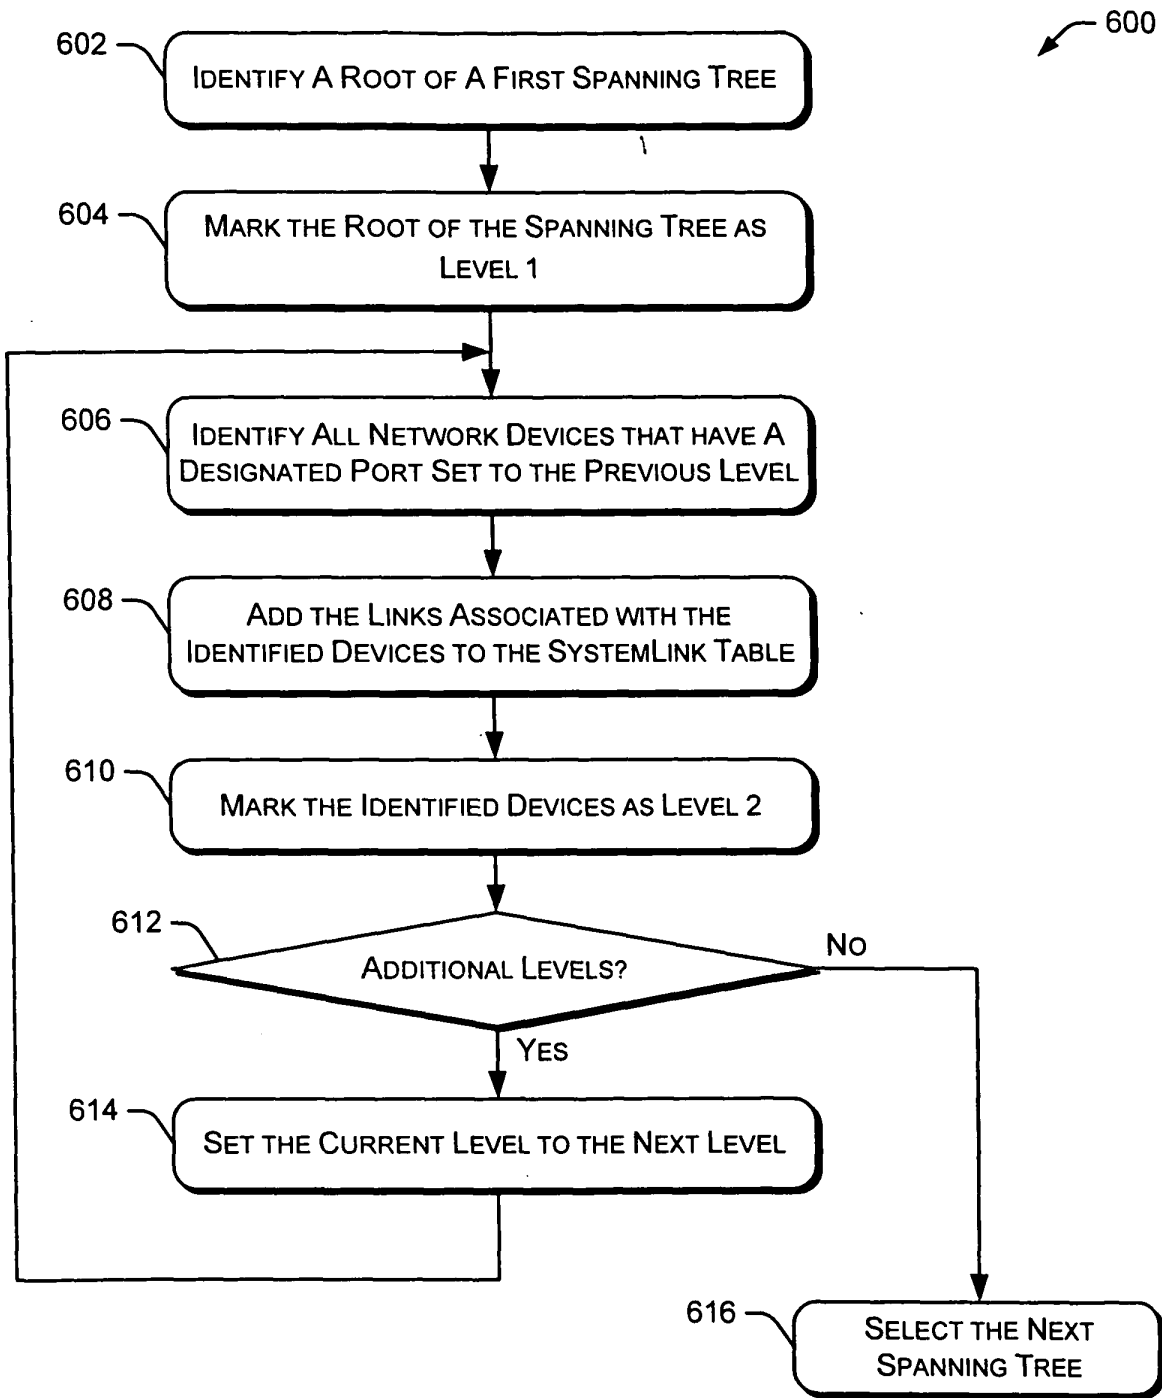 600
602
IDENTIFY A ROOT OF A FIRST SPANNING TREE
604
MARK THE ROOT OF THE SPANNING TREE AS
LEVEL 1
606
IDENTIFY ALL NETWORK DEVICES THAT HAVE A
DESIGNATED PORT SET TO THE PREVIOUS LEVEL
608
ADD THE LINKS ASSOCIATED WITH THE
IDENTIFIED DEVICES TO THE SYSTEMLINK TABLE
610
MARK THE IDENTIFIED DEVICES AS LEVEL 2
612
ADDITIONAL LEVELS?
NO
YES
614
SET THE CURRENT LEVEL TO THE NEXT LEVEL
616
SELECT THE NEXT
SPANNING TREE